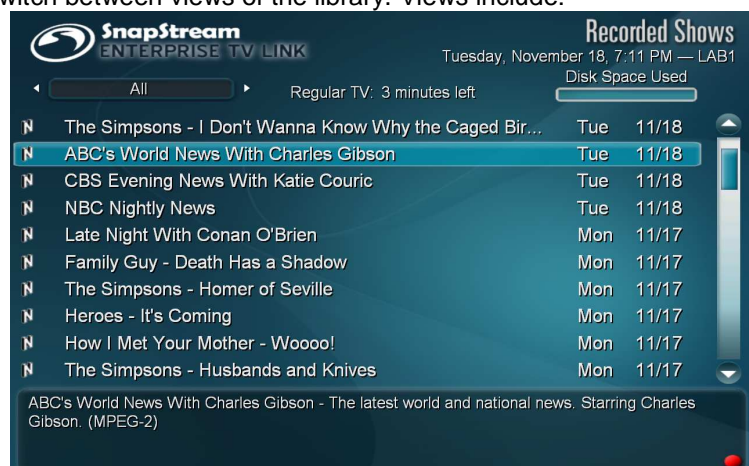 witch between views of the library. Views include:
SnapStream
ENTERPRISE TV LINK
Recorded Shows
Tuesday, November 18, 7:11 PM — LAB1
Disk Space Used
All
Regular TV: 3 minutes left
The Simpsons - I Don't Wanna Know Why the Caged Bir... Tue 11/18
ABC's World News With Charles Gibson Tue 11/18
CBS Evening News With Katie Couric Tue 11/18
NBC Nightly News Tue 11/18
Late Night With Conan O'Brien Mon 11/17
Family Guy - Death Has a Shadow Mon 11/17
The Simpsons - Homer of Seville Mon 11/17
Heroes - It's Coming Mon 11/17
How I Met Your Mother - Woooo! Mon 11/17
The Simpsons - Husbands and Knives Mon 11/17
ABC's World News With Charles Gibson - The latest world and national news. Starring Charles
Gibson. (MPEG-2)